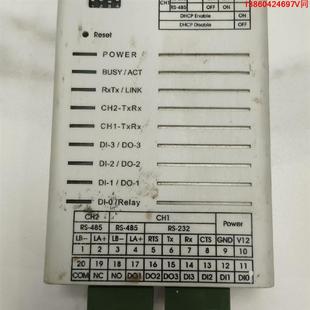 18860424697V同
CH1
RS-485 OFF ON
DHCP Enable ON
DHCP Disable OFF
Reset
POWER
BUSY / ACT
RxTx / LINK
CH2-TxRx
CH1-TxRx
DI-3 / DO-3
DI-2 / DO-2
DI-1 / DO-1
DI-0 / Relay
CH2 CH1 Power
RS-485 RS-485 RS-232
LB- LA+ LB- LA+ RTS Tx Rx CTS GND V12
1 2 3 4 5 6 7 8 9 10
20 19 18 17 16 15 14 13 12 11
COM NC NO DO1 DO2 DO3 DI3 DI2 DI1 DI0